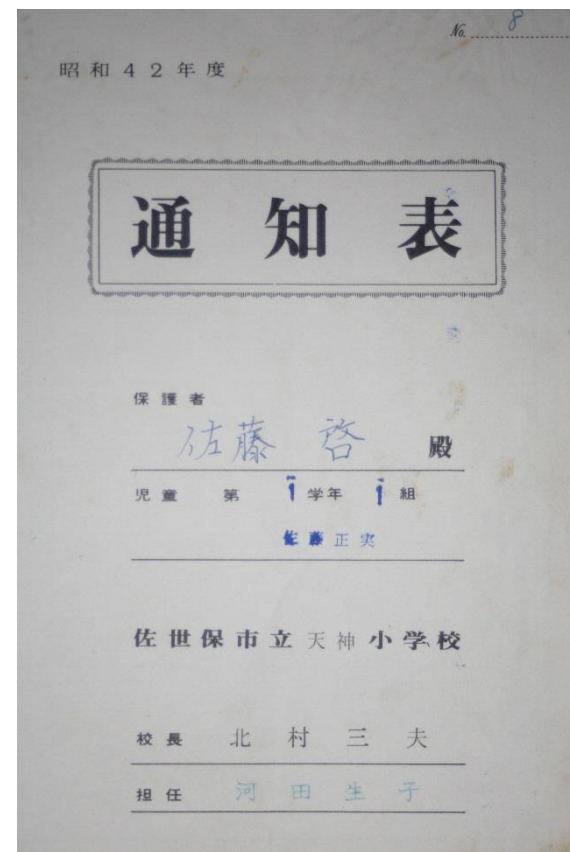 No. 8
昭和42年度
通知表
保護者
佐藤 啓 殿
児童 第 1 学年 1 組
佐藤正実
佐世保市立天神小学校
校長 北村三夫
担任 河田生子